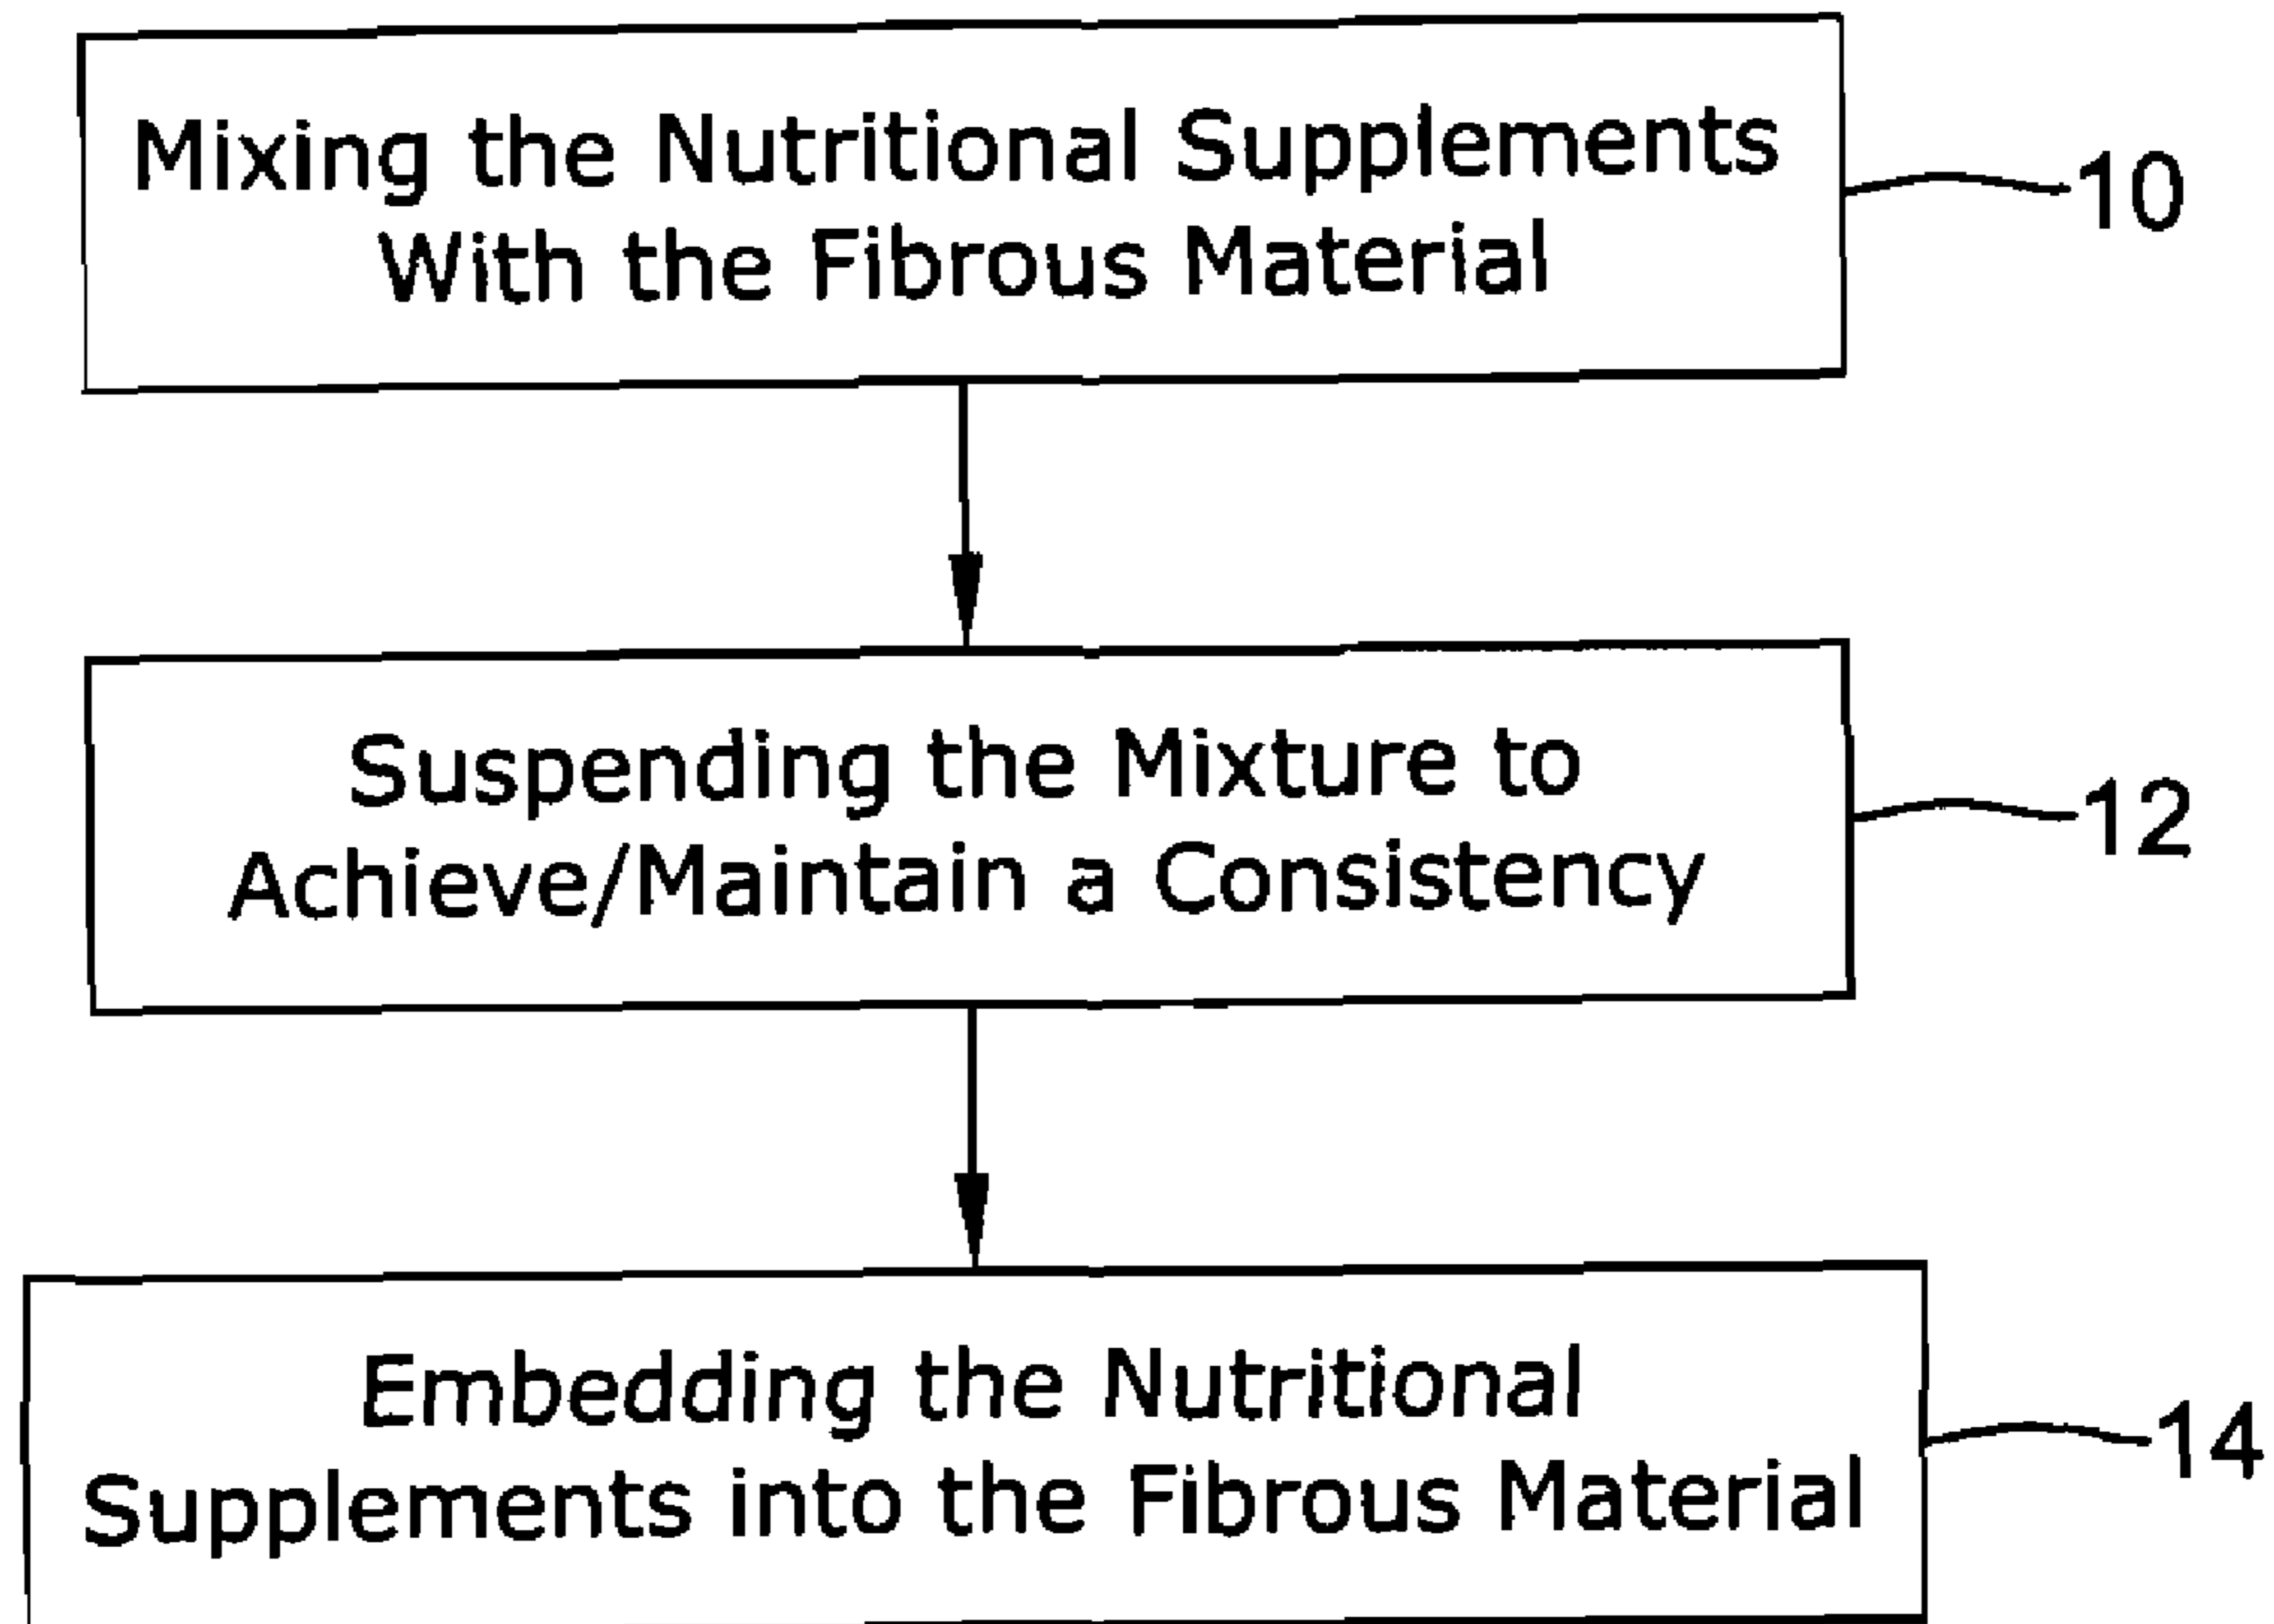 Mixing the Nutritional Supplements
With the Fibrous Material
10
Suspending the Mixture to
Achieve/Maintain a Consistency
12
Embedding the Nutritional
Supplements into the Fibrous Material
14